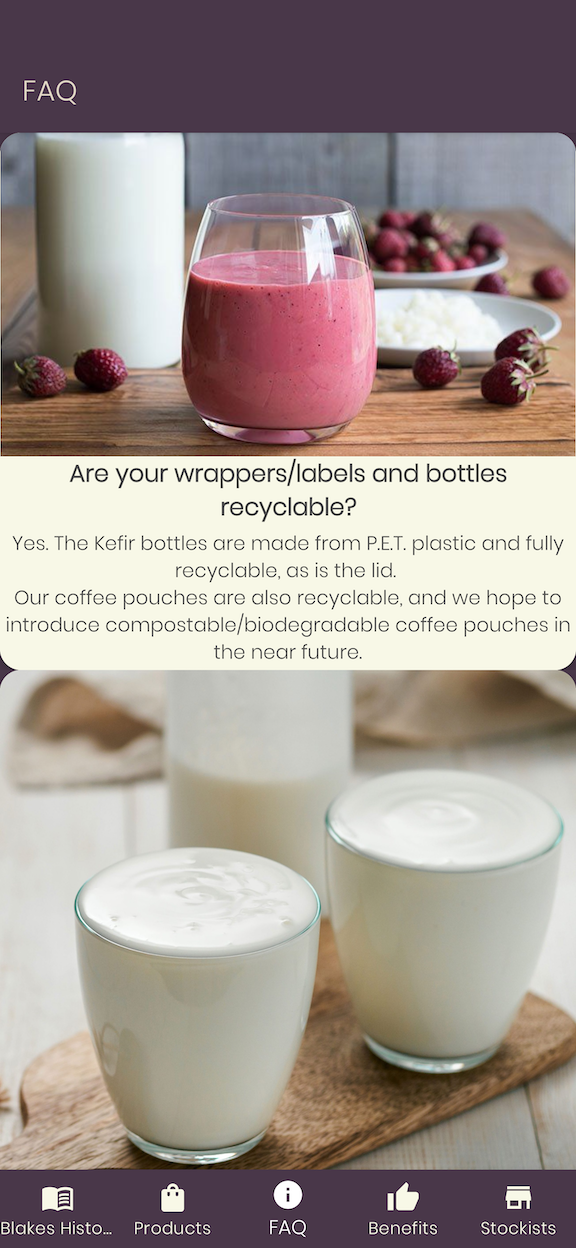 FAQ
Are your wrappers/labels and bottles
recyclable?
Yes. The Kefir bottles are made from P.E.T. plastic and fully
recyclable, as is the lid.
Our coffee pouches are also recyclable, and we hope to
introduce compostable/biodegradable coffee pouches in
the near future.
Blakes Histo... Products FAQ Benefits Stockists